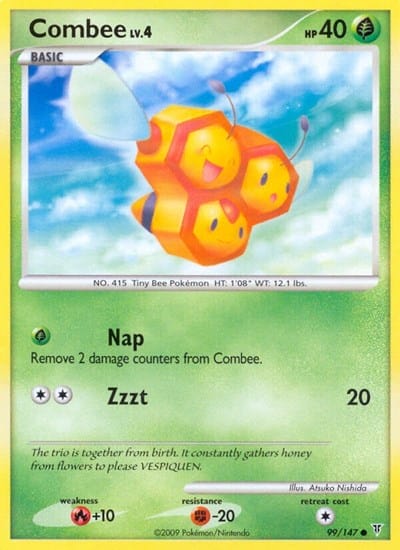 Combee LV.4 HP 40
BASIC
NO. 415 Tiny Bee Pokémon HT: 1'08" WT: 12.1 lbs.
Nap
Remove 2 damage counters from Combee.
Zzzt 20
The trio is together from birth. It constantly gathers honey
from flowers to please VESPIQUEN.
Illus. Atsuko Nishida
weakness resistance retreat cost
+10 -20
©2009 Pokémon/Nintendo 99/147